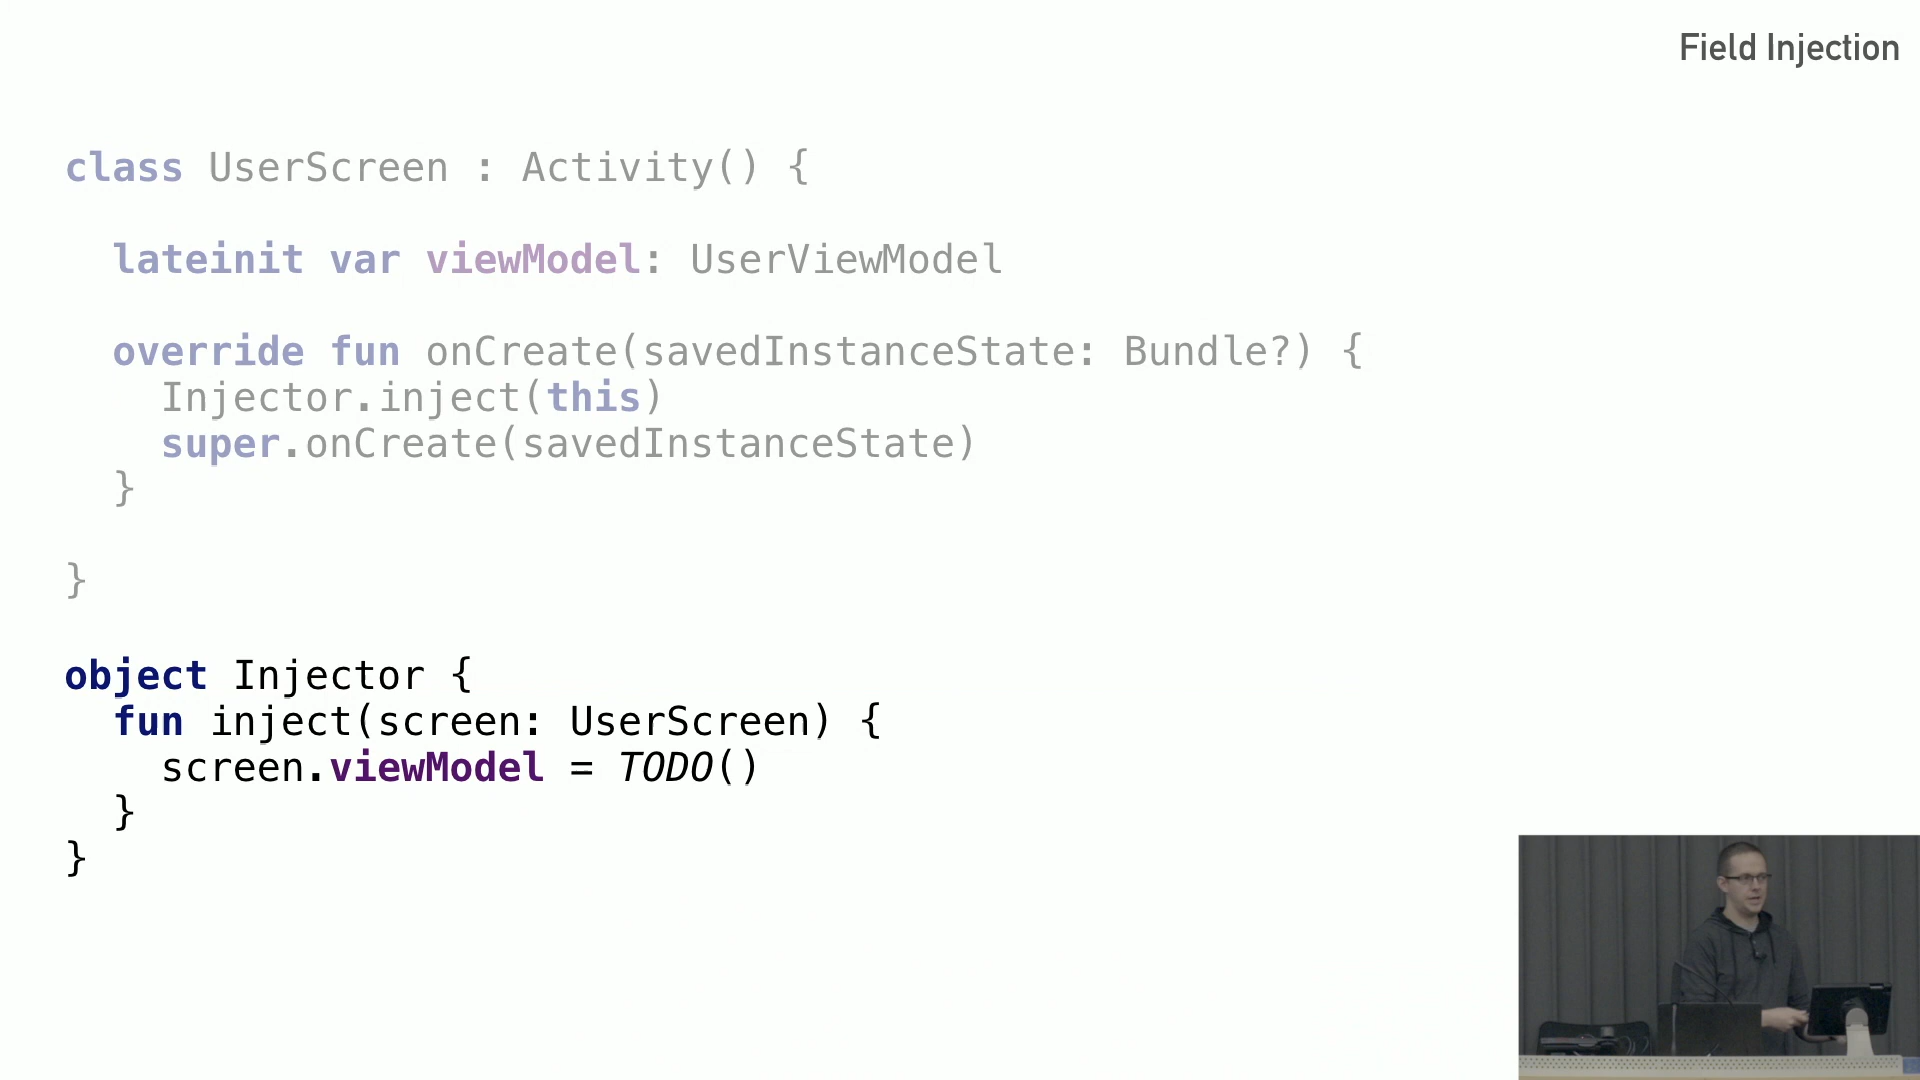 Field Injection
class UserScreen : Activity() {
lateinit var viewModel: UserViewModel
override fun onCreate(savedInstanceState: Bundle?) {
Injector.inject(this)
super.onCreate(savedInstanceState)
}
}
object Injector {
fun inject(screen: UserScreen) {
screen.viewModel = TODO()
}
}